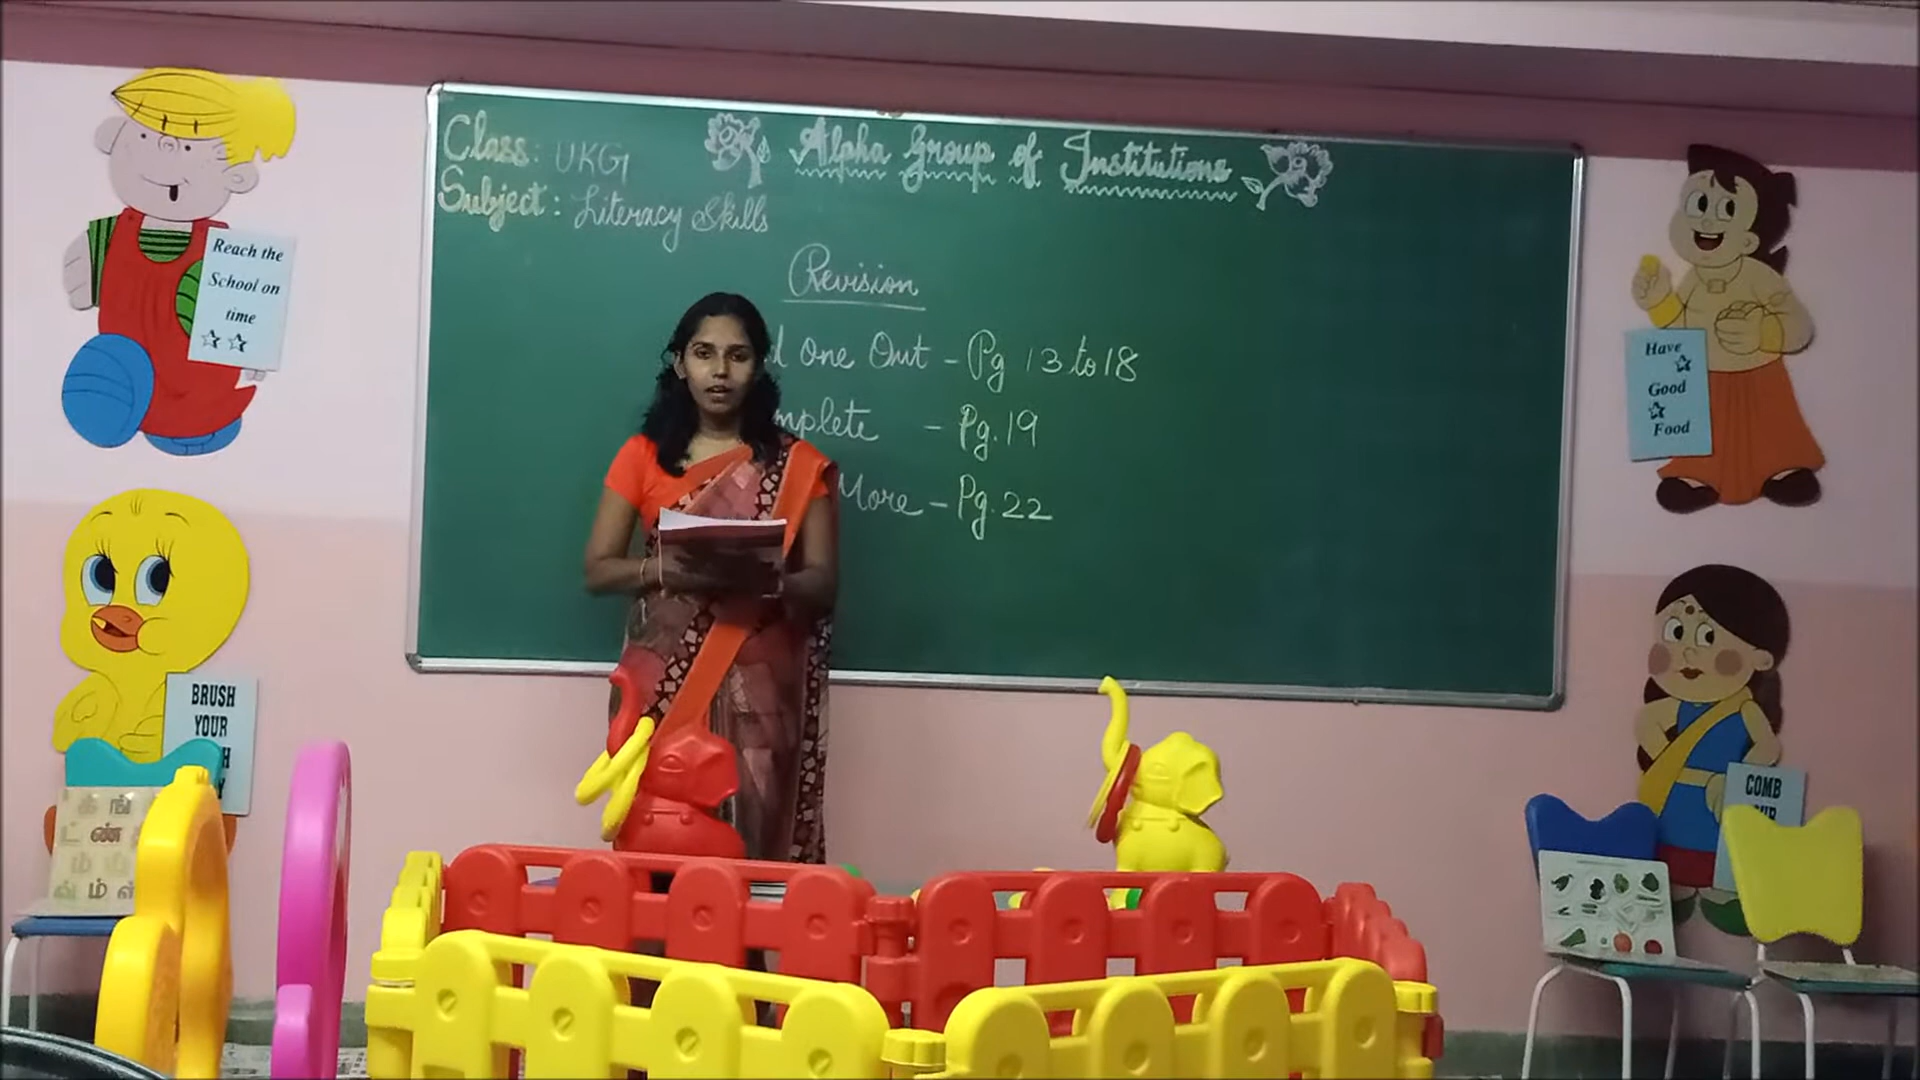 Class: UKG
Subject: Literacy Skills
Alpha Group of Institutions
Revision
one Out - Pg 13 to 18
- Pg. 19
More - Pg. 22
Reach the
School on
time
Have
Good
Food
BRUSH
YOUR
COMB
ண்